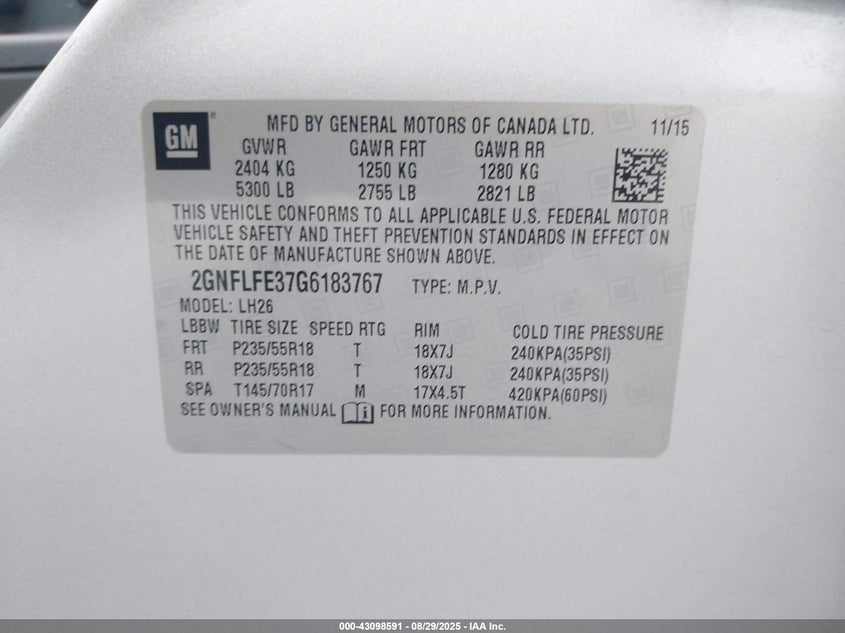 GM
MFD BY GENERAL MOTORS OF CANADA LTD. 11/15
GVWR GAWR FRT GAWR RR
2404 KG 1250 KG 1280 KG
5300 LB 2755 LB 2821 LB
THIS VEHICLE CONFORMS TO ALL APPLICABLE U.S. FEDERAL MOTOR
VEHICLE SAFETY AND THEFT PREVENTION STANDARDS IN EFFECT ON
THE DATE OF MANUFACTURE SHOWN ABOVE.
2GNFLFE37G6183767 TYPE: M.P.V.
MODEL: LH26
LBBW TIRE SIZE SPEED RTG RIM COLD TIRE PRESSURE
FRT P235/55R18 T 18X7J 240KPA(35PSI)
RR P235/55R18 T 18X7J 240KPA(35PSI)
SPA T145/70R17 M 17X4.5T 420KPA(60PSI)
SEE OWNER'S MANUAL i FOR MORE INFORMATION.
000-43098591 - 08/29/2025 - IAA Inc.